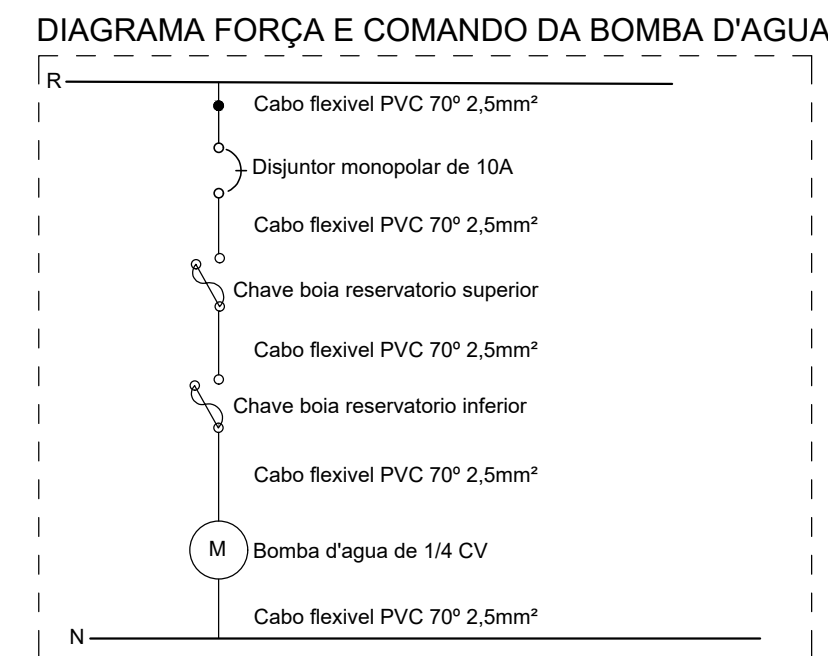 DIAGRAMA FORÇA E COMANDO DA BOMBA D'AGUA
R
Cabo flexivel PVC 70º 2,5mm²
Disjuntor monopolar de 10A
Cabo flexivel PVC 70º 2,5mm²
Chave boia reservatorio superior
Cabo flexivel PVC 70º 2,5mm²
Chave boia reservatorio inferior
Cabo flexivel PVC 70º 2,5mm²
M Bomba d'agua de 1/4 CV
Cabo flexivel PVC 70º 2,5mm²
N